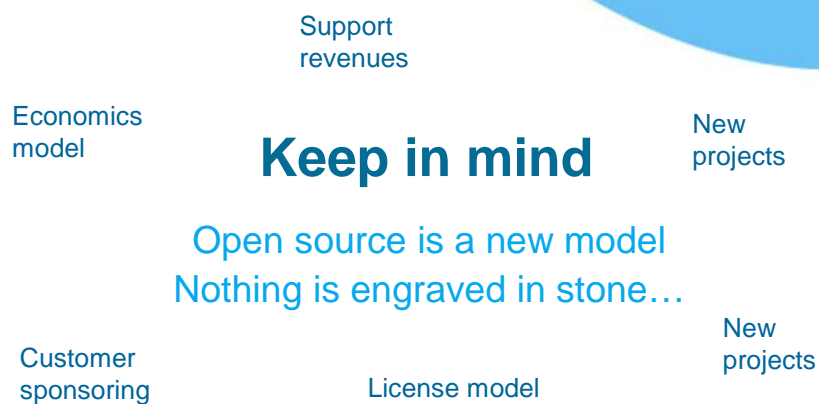 Support
revenues
Economics
model
Keep in mind
New
projects
Open source is a new model
Nothing is engraved in stone…
New
projects
Customer
sponsoring
License model